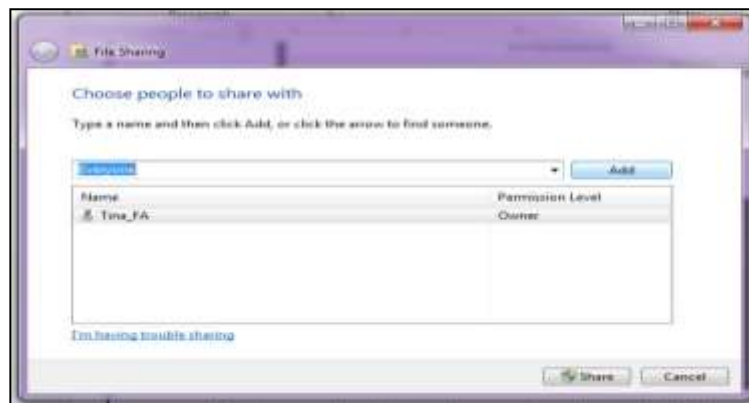 File Sharing
Choose people to share with
Type a name and then click Add, or click the arrow to find someone.
Everyone
Add
Name Permission Level
Tina_FA Owner
I'm having trouble sharing
Share Cancel